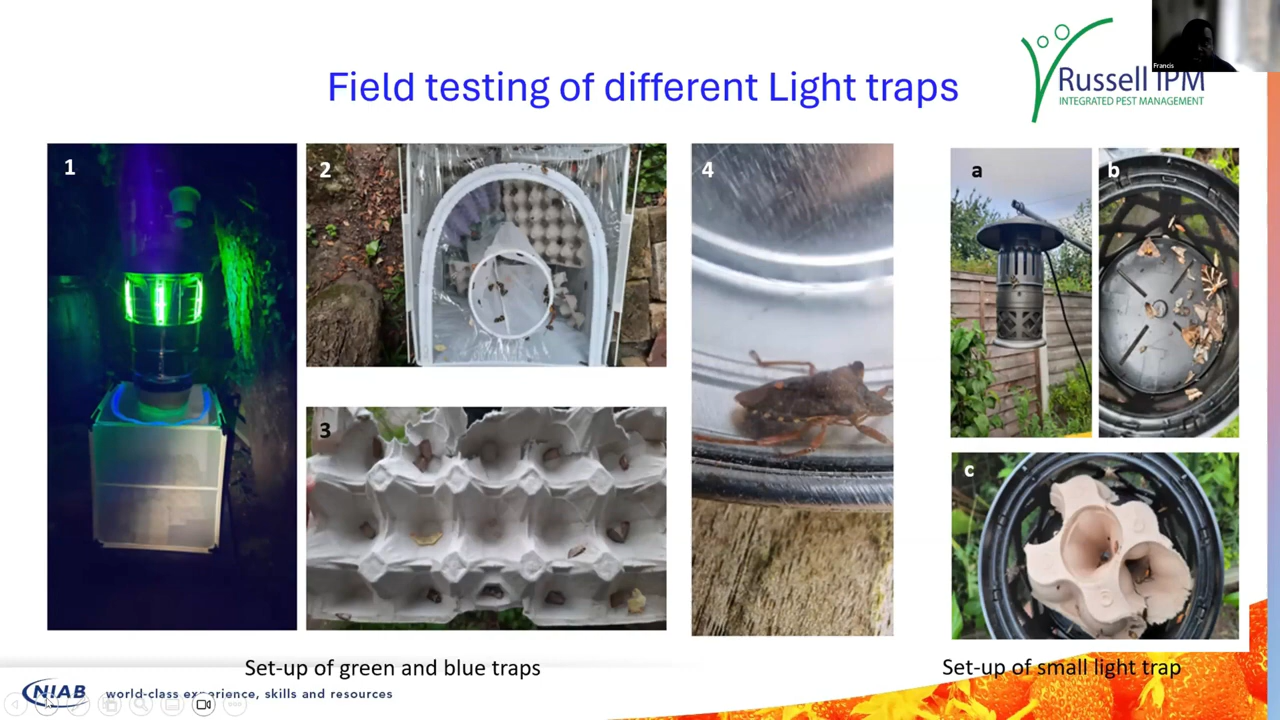 Francis
Field testing of different Light traps
Russell IPM
INTEGRATED PEST MANAGEMENT
1
2
3
4
a
b
c
Set-up of green and blue traps
Set-up of small light trap
NIAB
world-class experience, skills and resources